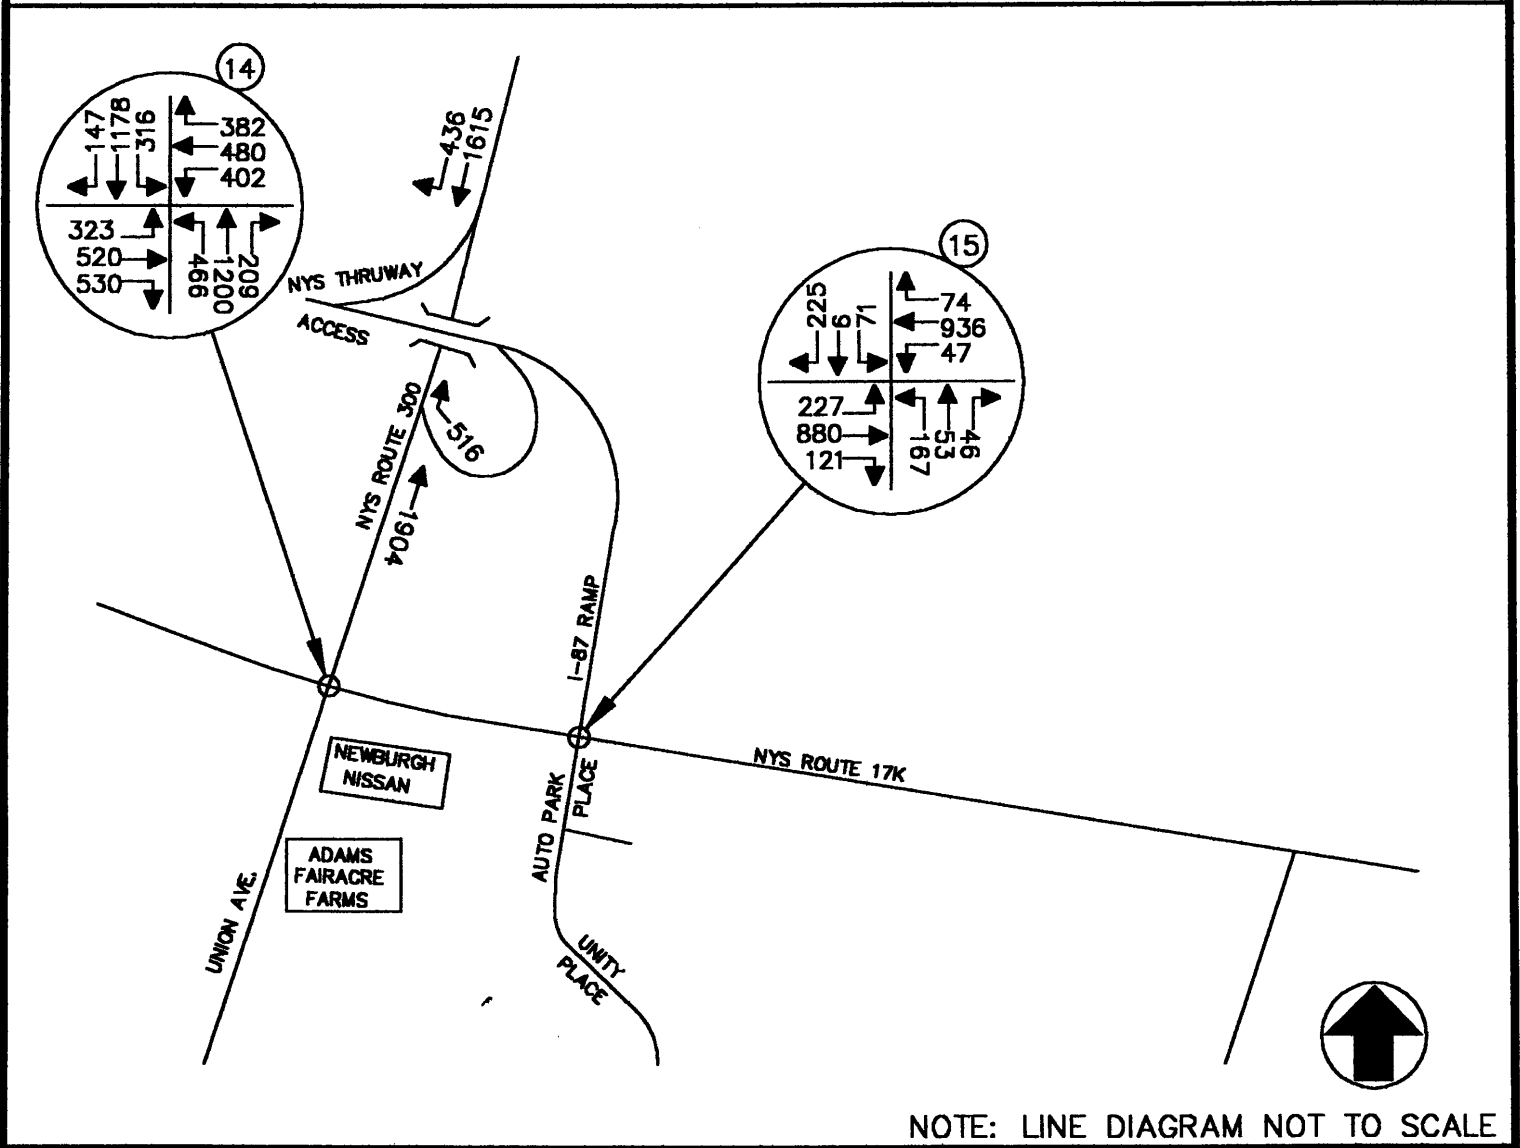 14
147
1178
316
382
480
402
323
520
530
466
1200
209
436
1615
NYS THRUWAY
ACCESS
15
225
6
71
74
936
47
227
880
121
167
53
46
NYS ROUTE 300
516
1904
I-87 RAMP
NEWBURGH
NISSAN
NYS ROUTE 17K
AUTO PARK
PLACE
ADAMS
FAIRACRE
FARMS
UNION AVE.
UNITY
PLACE
NOTE: LINE DIAGRAM NOT TO SCALE